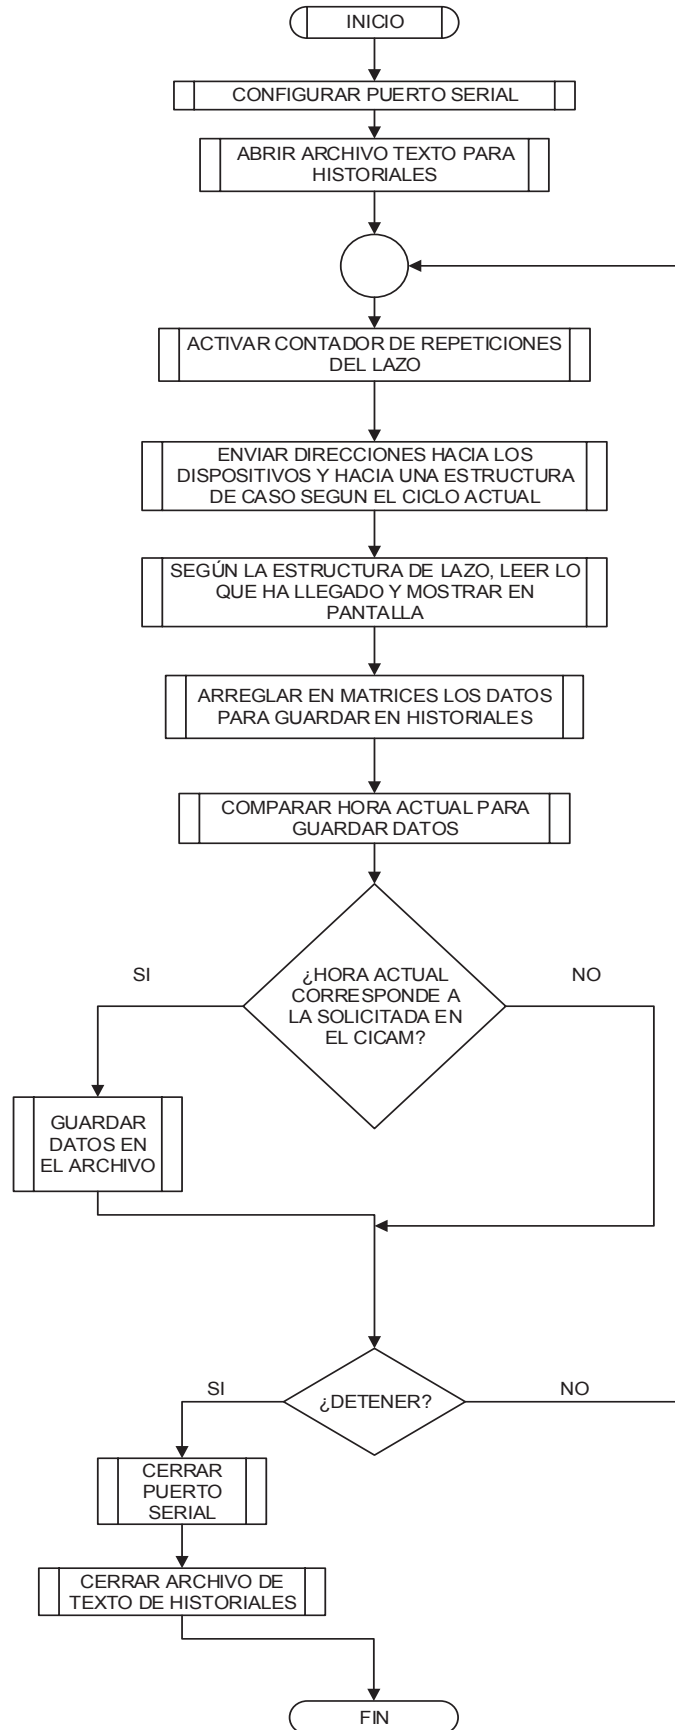 INICIO
CONFIGURAR PUERTO SERIAL
ABRIR ARCHIVO TEXTO PARA
HISTORIALES
ACTIVAR CONTADOR DE REPETICIONES
DEL LAZO
ENVIAR DIRECCIONES HACIA LOS
DISPOSITIVOS Y HACIA UNA ESTRUCTURA
DE CASO SEGUN EL CICLO ACTUAL
SEGÚN LA ESTRUCTURA DE LAZO, LEER LO
QUE HA LLEGADO Y MOSTRAR EN
PANTALLA
ARREGLAR EN MATRICES LOS DATOS
PARA GUARDAR EN HISTORIALES
COMPARAR HORA ACTUAL PARA
GUARDAR DATOS
¿HORA ACTUAL
CORRESPONDE A
LA SOLICITADA EN
EL CICAM?
SI
NO
GUARDAR
DATOS EN
EL ARCHIVO
¿DETENER?
SI
NO
CERRAR
PUERTO
SERIAL
CERRAR ARCHIVO DE
TEXTO DE HISTORIALES
FIN